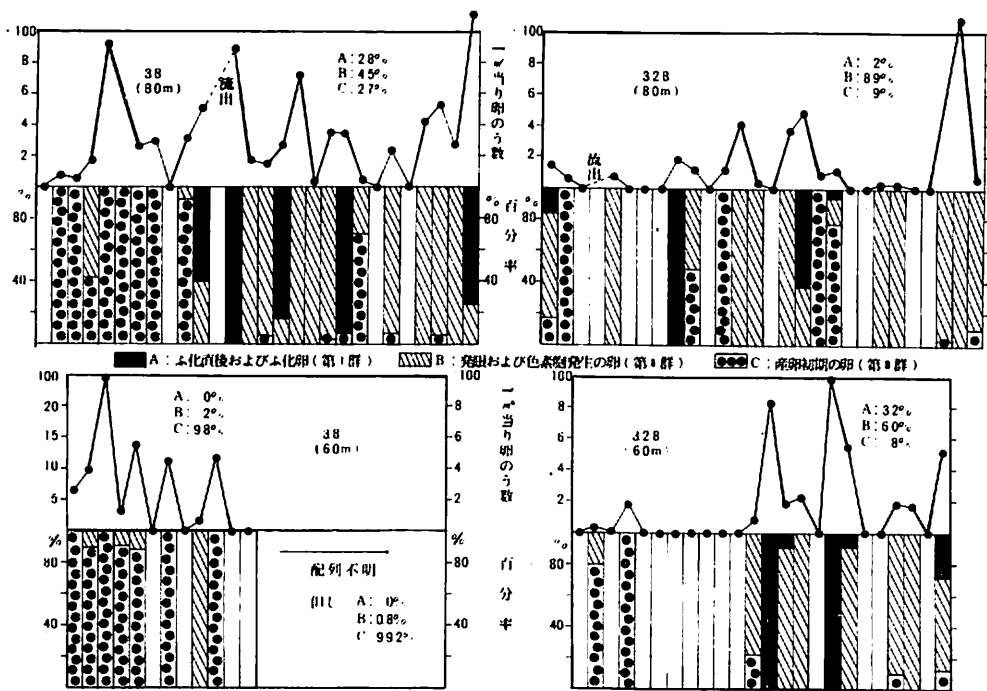 100
8
6
4
2
38
(80m)
流出
A:28%
B:45%
C:27%
一㎡当り卵のう数
100
8
6
4
2
328
(80m)
流出
A: 2%
B:89%
C: 9%
%
80
40
%
80
40
百分率
%
80
40
A:ふ化直後およびふ化卵(第Ⅰ群)
B:発眼および色素胞発生の卵(第Ⅱ群)
C:産卵初期の卵(第Ⅲ群)
100
20
15
10
5
A: 0%
B: 2%
C:98%
38
(60m)
100
8
6
4
2
一㎡当り卵のう数
100
8
6
4
2
328
(60m)
A:32%
B:60%
C: 8%
%
80
40
配列不明
但し A: 0%
B:0.8%
C:99.2%
%
80
40
百分率
%
80
40